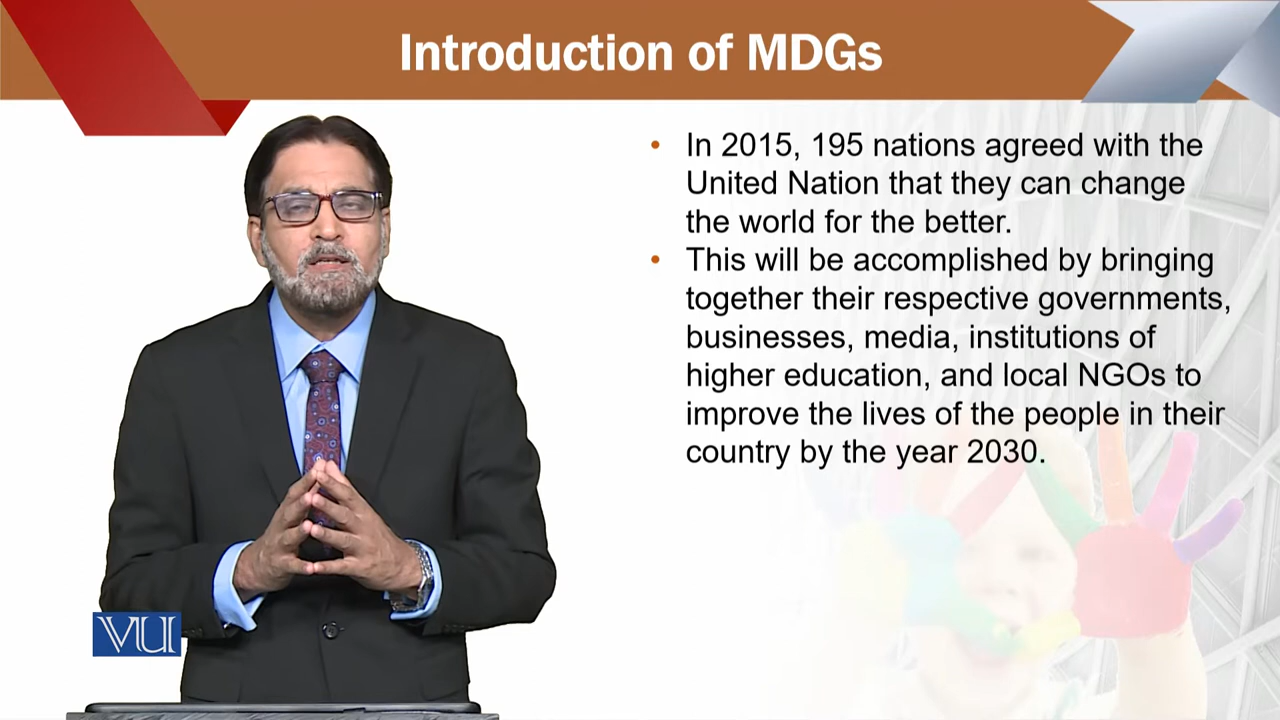 Introduction of MDGs
• In 2015, 195 nations agreed with the
United Nation that they can change
the world for the better.
• This will be accomplished by bringing
together their respective governments,
businesses, media, institutions of
higher education, and local NGOs to
improve the lives of the people in their
country by the year 2030.
VU